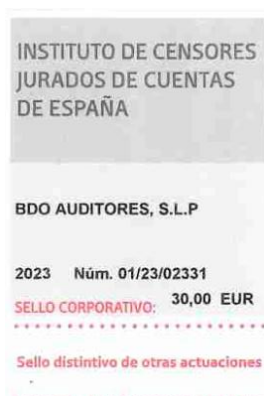 INSTITUTO DE CENSORES
JURADOS DE CUENTAS
DE ESPAÑA
BDO AUDITORES, S.L.P
2023 Núm. 01/23/02331
SELLO CORPORATIVO: 30,00 EUR
Sello distintivo de otras actuaciones